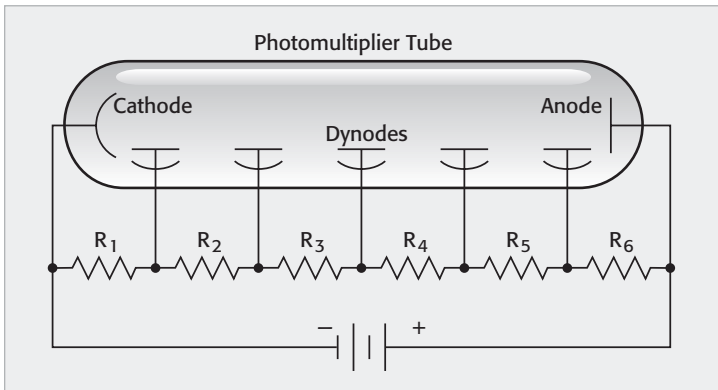 Photomultiplier Tube
Cathode
Anode
Dynodes
R1 R2 R3 R4 R5 R6
− +